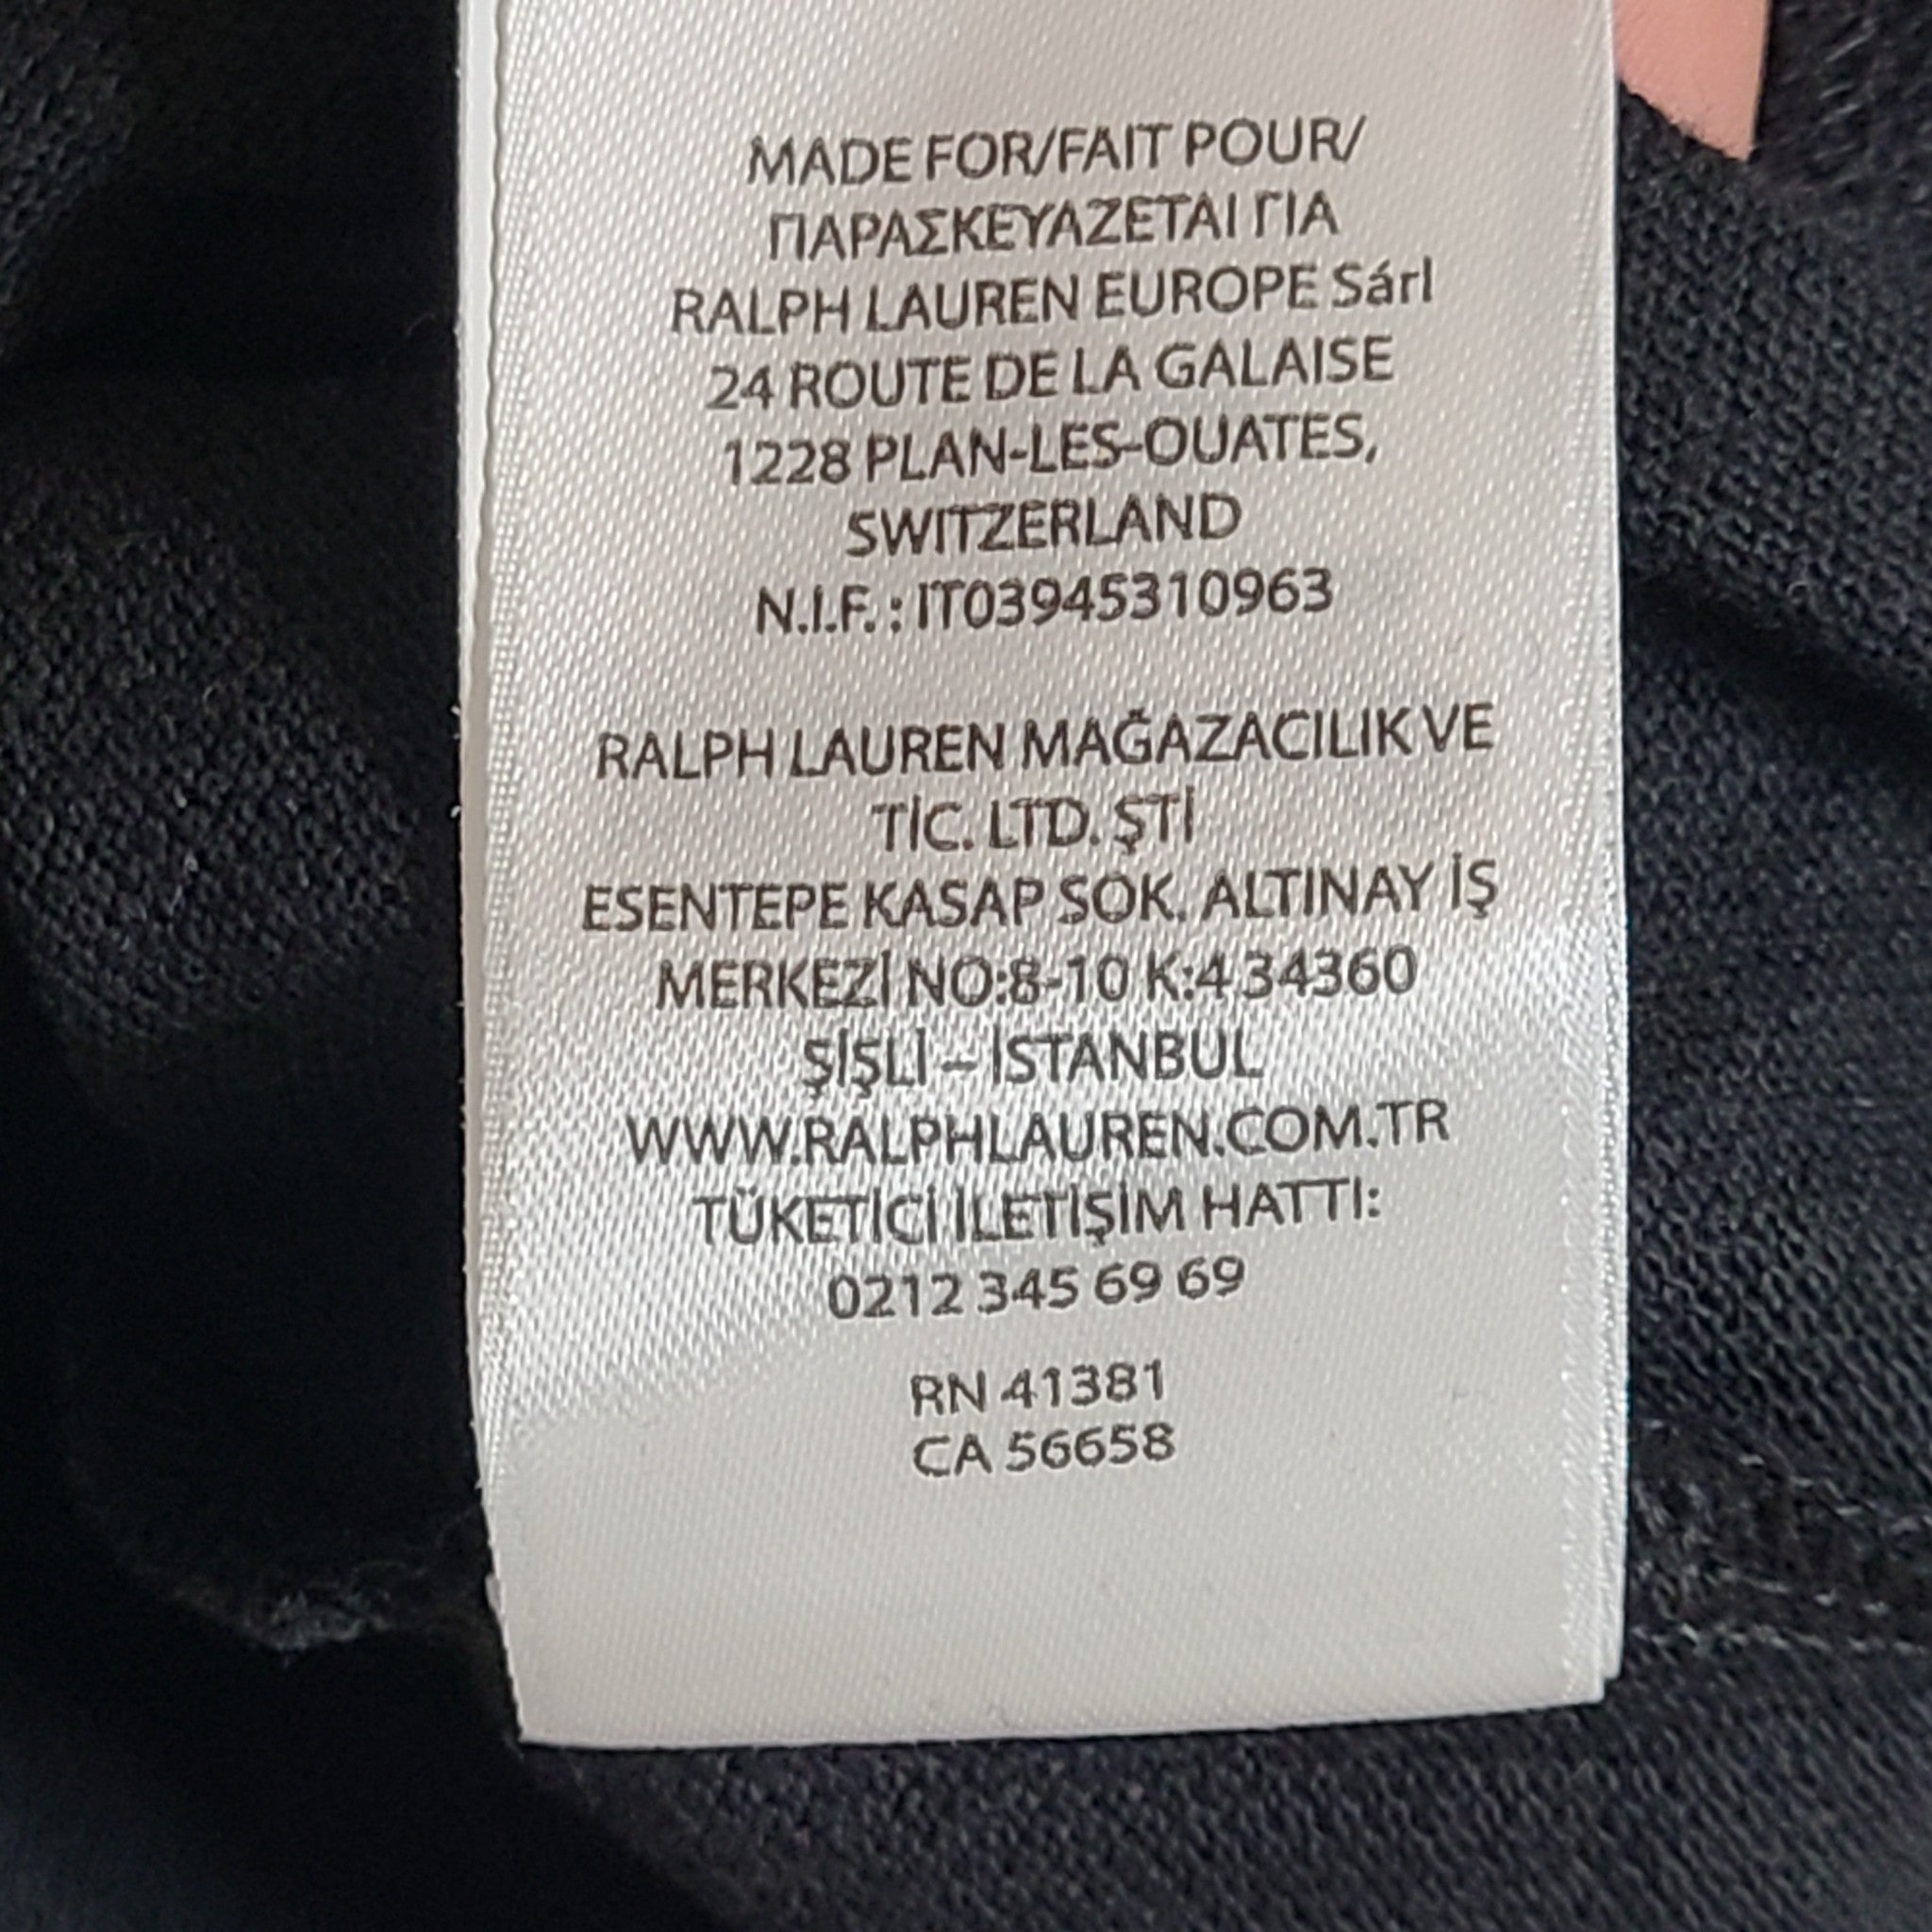 MADE FOR/FAIT POUR/
ΠΑΡΑΣΚΕΥΑΖΕΤΑΙ ΓΙΑ
RALPH LAUREN EUROPE Sárl
24 ROUTE DE LA GALAISE
1228 PLAN-LES-OUATES,
SWITZERLAND
N.I.F. : IT03945310963
RALPH LAUREN MAĞAZACILIK VE
TİC. LTD. ŞTİ
ESENTEPE KASAP SOK. ALTINAY İŞ
MERKEZİ NO:8-10 K:4 34360
ŞİŞLİ – İSTANBUL
WWW.RALPHLAUREN.COM.TR
TÜKETİCİ İLETİŞİM HATTI:
0212 345 69 69
RN 41381
CA 56658